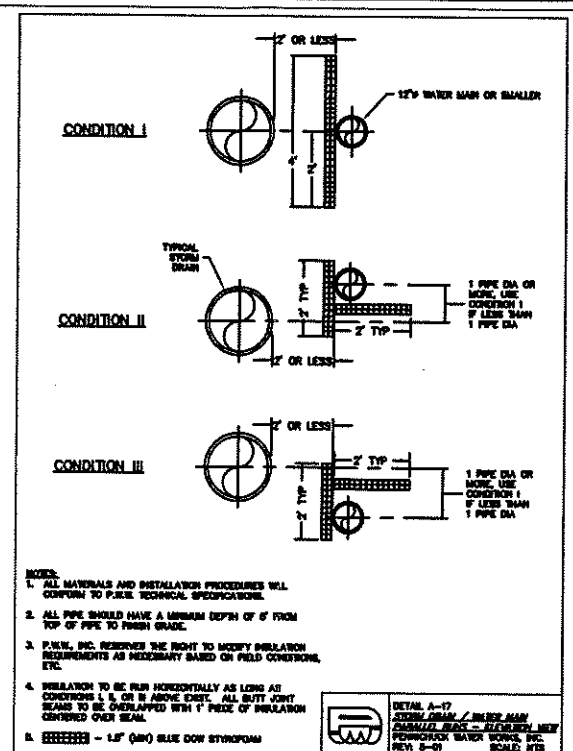 2' OR LESS
12"ø WATER MAIN OR SMALLER
CONDITION I
4'
2'
TYPICAL
STORM
DRAIN
CONDITION II
2' TYP
2' TYP
2' OR LESS
1 PIPE DIA OR
MORE, USE
CONDITION I
IF LESS THAN
1 PIPE DIA
2' OR LESS
CONDITION III
2' TYP
2' TYP
1 PIPE DIA OR
MORE, USE
CONDITION I
IF LESS THAN
1 PIPE DIA
NOTES:
1. ALL MATERIALS AND INSTALLATION PROCEDURES WILL
CONFORM TO P.W.W. TECHNICAL SPECIFICATIONS.
2. ALL PIPE SHOULD HAVE A MINIMUM DEPTH OF 5' FROM
TOP OF PIPE TO FINISH GRADE.
3. P.W.W., INC. RESERVES THE RIGHT TO MODIFY INSULATION
REQUIREMENTS AS NECESSARY BASED ON FIELD CONDITIONS,
ETC.
4. INSULATION TO BE RUN HORIZONTALLY AS LONG AS
CONDITIONS I, II, OR III ABOVE EXIST. ALL BUTT JOINT
SEAMS TO BE OVERLAPPED WITH 1' PIECE OF INSULATION
CENTERED OVER SEAM.
5. - 1.5" (MIN) BLUE DOW STYROFOAM
DETAIL A-17
STORM DRAIN / WATER MAIN
PARALLEL RUNS - ELEVATION VIEW
PENNICHUCK WATER WORKS, INC.
REV: 5-01 SCALE: NTS